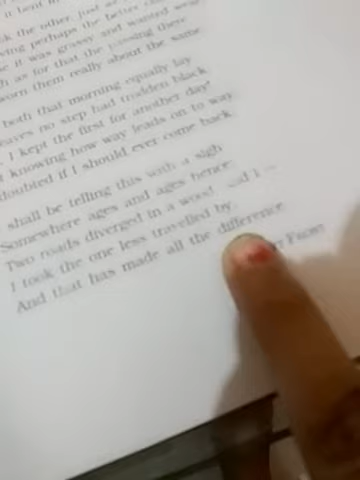 it bent in
k the other, just as
ving perhaps the better
it was grassy and wanted wear
h as for that the passing there
worn them really about the same
both that morning equally lay
eaves no step had trodden black
I kept the first for another day!
knowing how way leads on to way
doubted if I should ever come back.
shall be telling this with a sigh
Somewhere ages and ages hence:
Two roads diverged in a wood, and I –
I took the one less travelled by,
And that has made all the difference
Frost